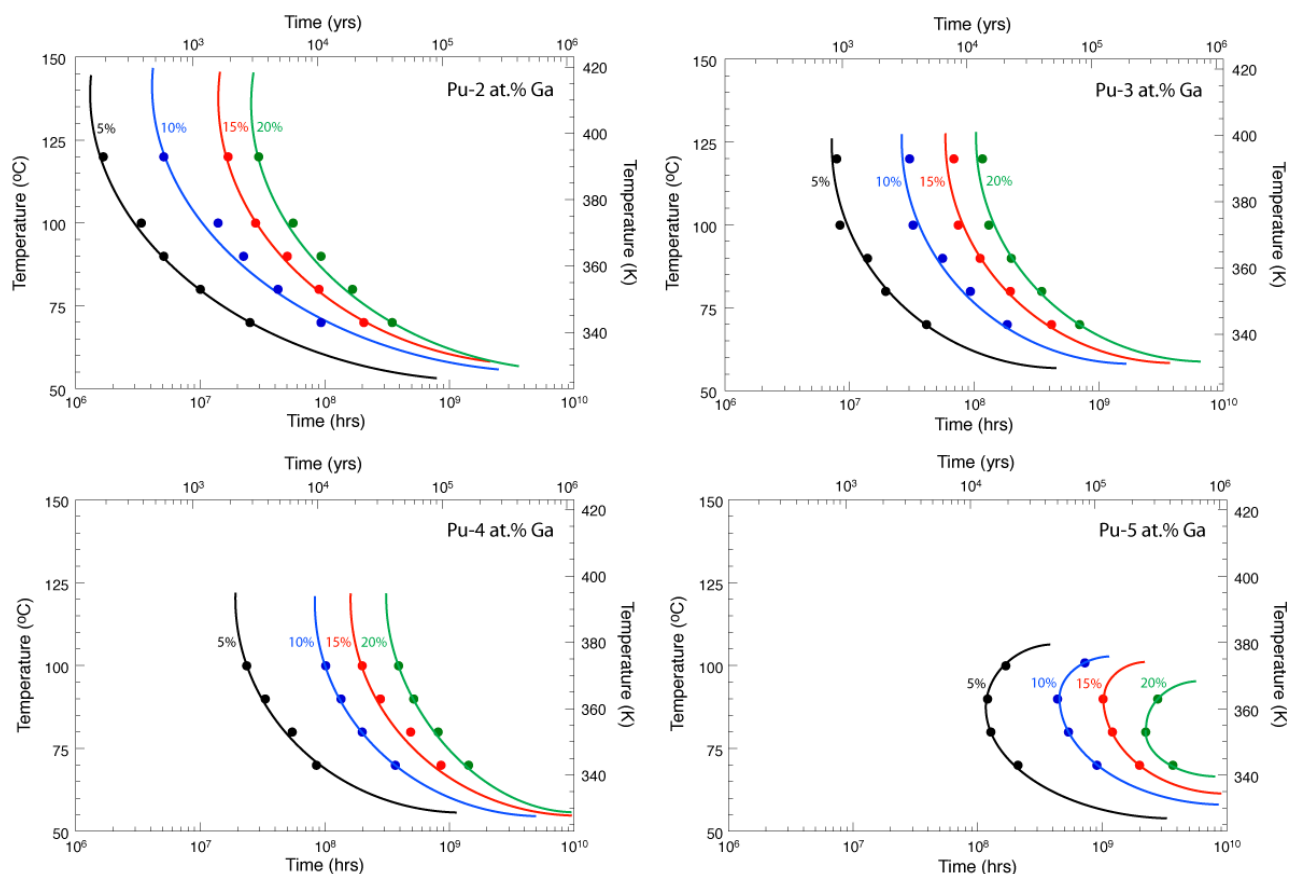 Time (yrs)
10³ 10⁴ 10⁵ 10⁶
150 420
Pu-2 at.% Ga
5% 10% 15% 20%
125 400
Temperature (ºC)
Temperature (K)
100 380
75 360
340
50
10⁶ 10⁷ 10⁸ 10⁹ 10¹⁰
Time (hrs)
Time (yrs)
10³ 10⁴ 10⁵ 10⁶
150 420
Pu-3 at.% Ga
5% 10% 15% 20%
125 400
Temperature (ºC)
Temperature (K)
100 380
75 360
340
50
10⁶ 10⁷ 10⁸ 10⁹ 10¹⁰
Time (hrs)
Time (yrs)
10³ 10⁴ 10⁵ 10⁶
150 420
Pu-4 at.% Ga
5% 10% 15% 20%
125 400
Temperature (ºC)
Temperature (K)
100 380
75 360
340
50
10⁶ 10⁷ 10⁸ 10⁹ 10¹⁰
Time (hrs)
Time (yrs)
10³ 10⁴ 10⁵ 10⁶
150 420
Pu-5 at.% Ga
5% 10% 15% 20%
125 400
Temperature (ºC)
Temperature (K)
100 380
75 360
340
50
10⁶ 10⁷ 10⁸ 10⁹ 10¹⁰
Time (hrs)